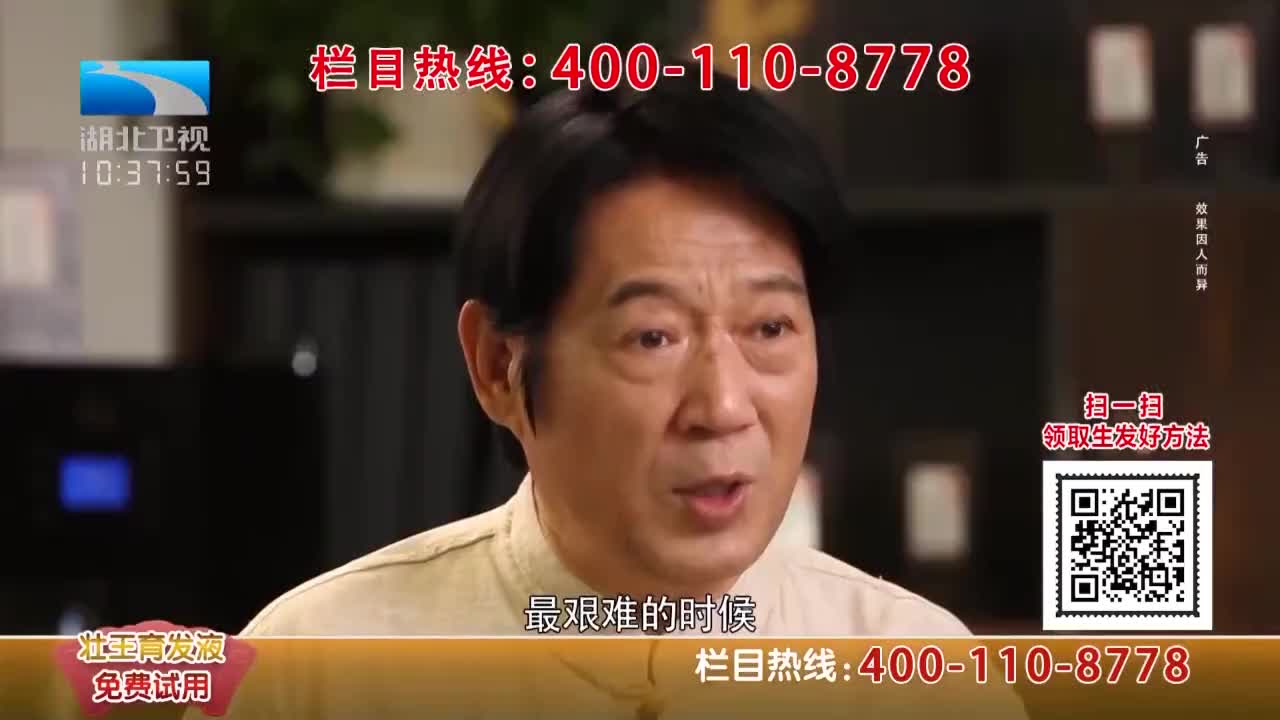 栏目热线:400-110-8778
湖北卫视
10:37:59
广告 效果因人而异
扫一扫
领取生发好方法
最艰难的时候
壮王育发液
免费试用
栏目热线:400-110-8778